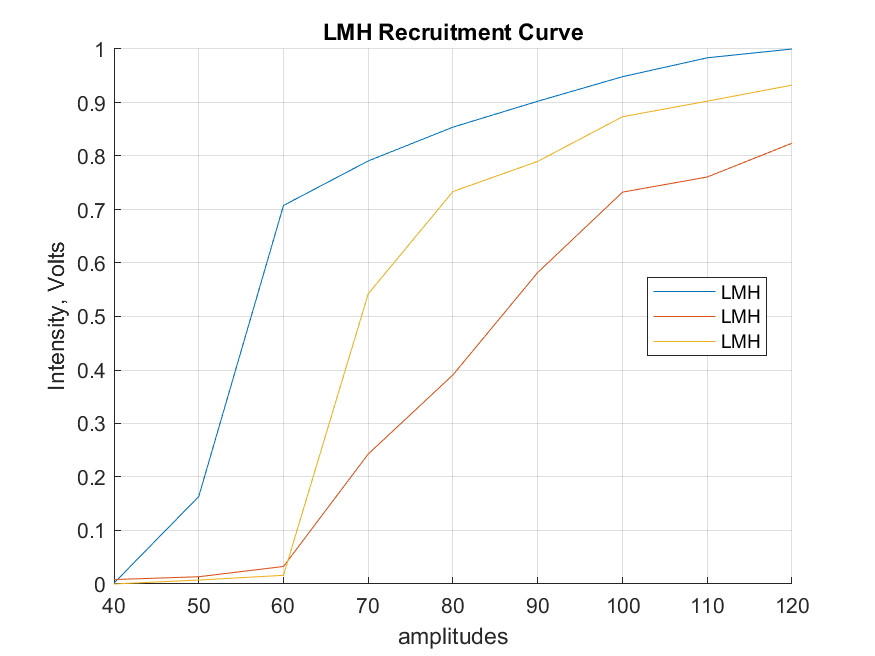 LMH Recruitment Curve
1
0.9
0.8
0.7
0.6
0.5
0.4
0.3
0.2
0.1
0
Intensity, Volts
LMH
LMH
LMH
40 50 60 70 80 90 100 110 120
amplitudes